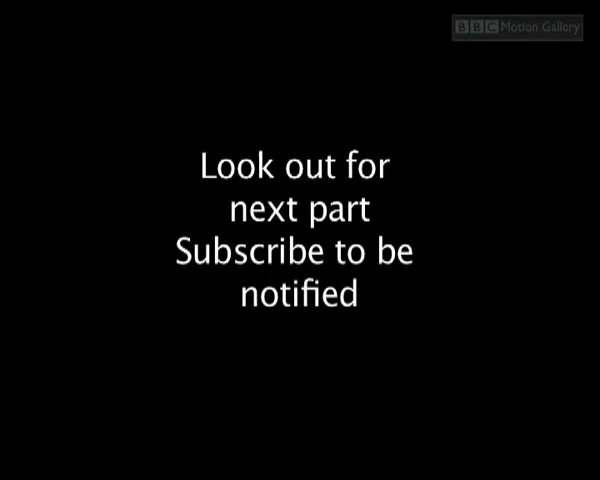 BBC Motion Gallery
Look out for
next part
Subscribe to be
notified